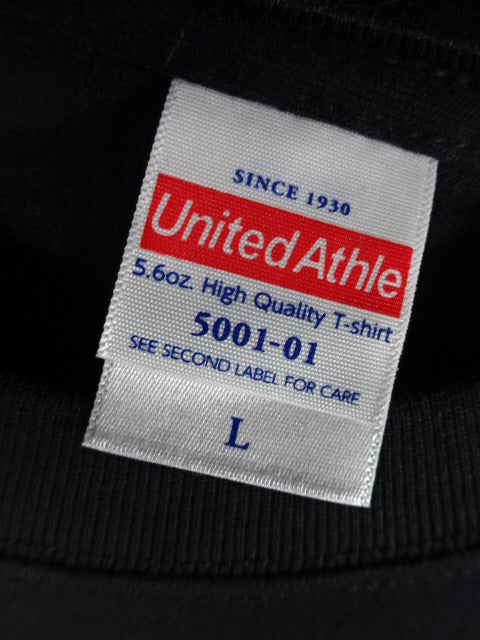 SINCE 1930
United Athle
5.6oz. High Quality T-shirt
5001-01
SEE SECOND LABEL FOR CARE
L